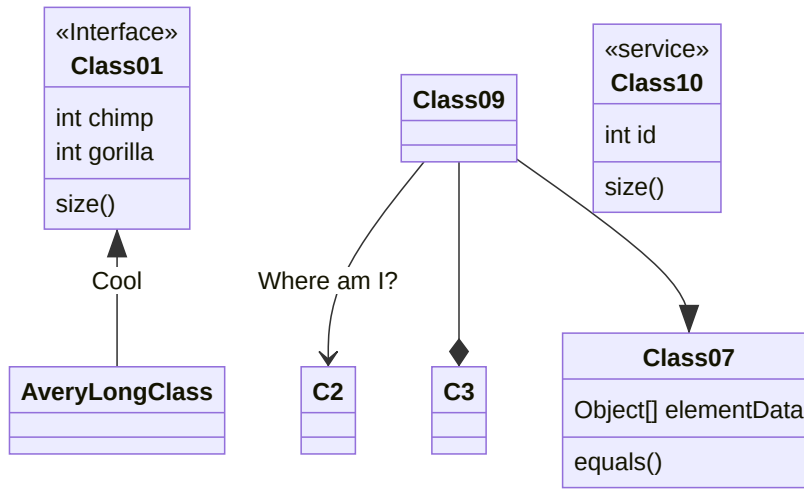 «Interface»
Class01
int chimp
int gorilla
size()
Class09
«service»
Class10
int id
size()
Cool
Where am I?
AveryLongClass
C2
C3
Class07
Object[] elementData
equals()